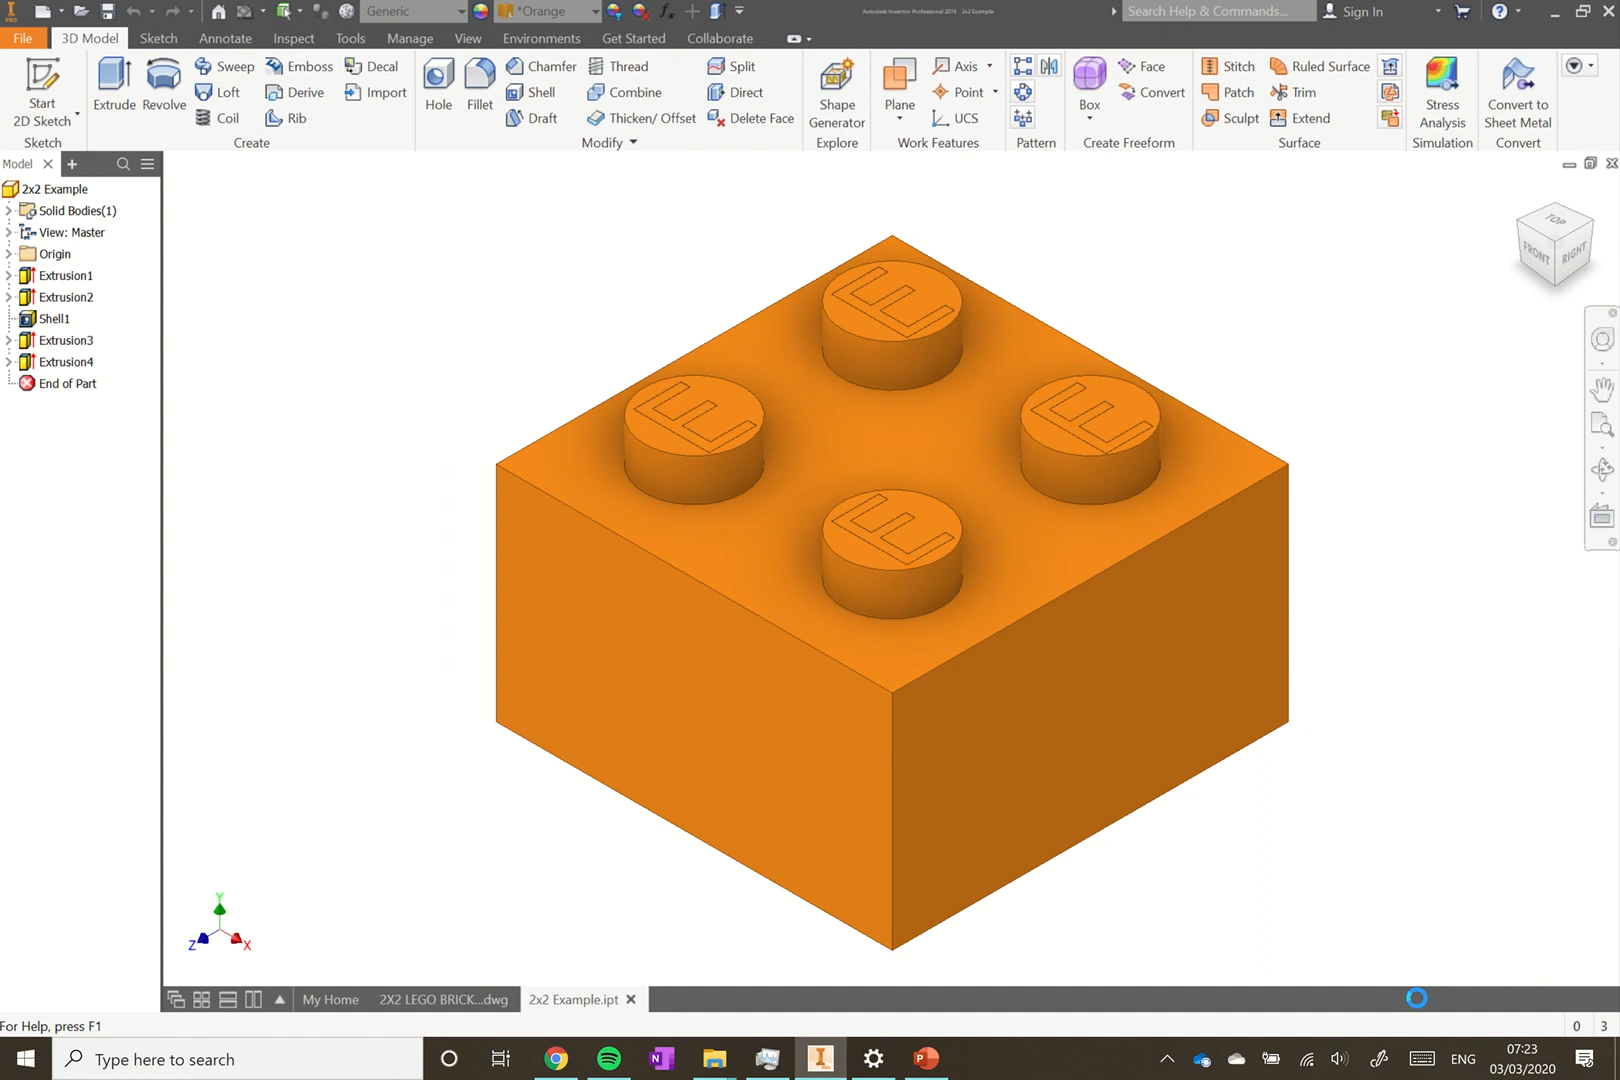 Generic
*Orange
Autodesk Inventor Professional 2019 2x2 Example
Search Help & Commands...
Sign In
File 3D Model Sketch Annotate Inspect Tools Manage View Environments Get Started Collaborate
Start
2D Sketch
Sketch
Extrude
Revolve
Sweep
Loft
Coil
Emboss
Derive
Rib
Decal
Import
Create
Hole
Fillet
Chamfer
Shell
Draft
Thread
Combine
Thicken/ Offset
Split
Direct
Delete Face
Modify
Shape
Generator
Explore
Plane
Axis
Point
UCS
Work Features
Pattern
Box
Face
Convert
Create Freeform
Stitch
Patch
Sculpt
Ruled Surface
Trim
Extend
Surface
Stress
Analysis
Simulation
Convert to
Sheet Metal
Convert
Model
2x2 Example
Solid Bodies(1)
View: Master
Origin
Extrusion1
Extrusion2
Shell1
Extrusion3
Extrusion4
End of Part
TOP
FRONT
RIGHT
E
E
E
E
Y
Z
X
My Home 2X2 LEGO BRICK...dwg 2x2 Example.ipt
For Help, press F1
0 3
Type here to search
ENG
07:23
03/03/2020